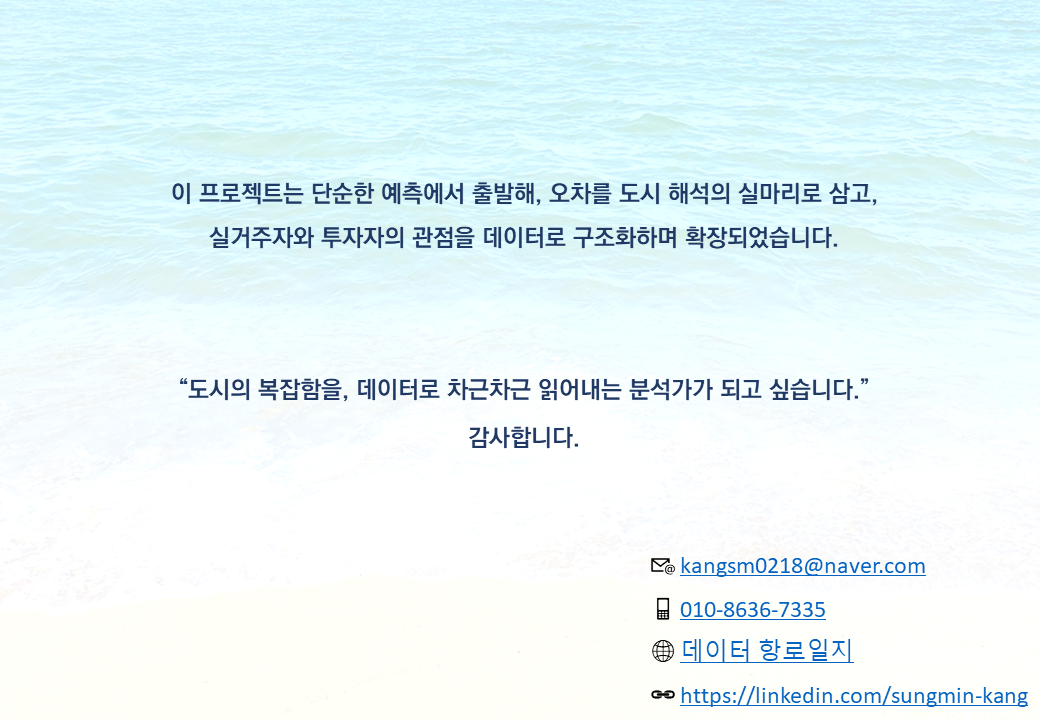 이 프로젝트는 단순한 예측에서 출발해, 오차를 도시 해석의 실마리로 삼고,
실거주자와 투자자의 관점을 데이터로 구조화하며 확장되었습니다.
“도시의 복잡함을, 데이터로 차근차근 읽어내는 분석가가 되고 싶습니다.”
감사합니다.
kangsm0218@naver.com
010-8636-7335
데이터 항로일지
https://linkedin.com/sungmin-kang